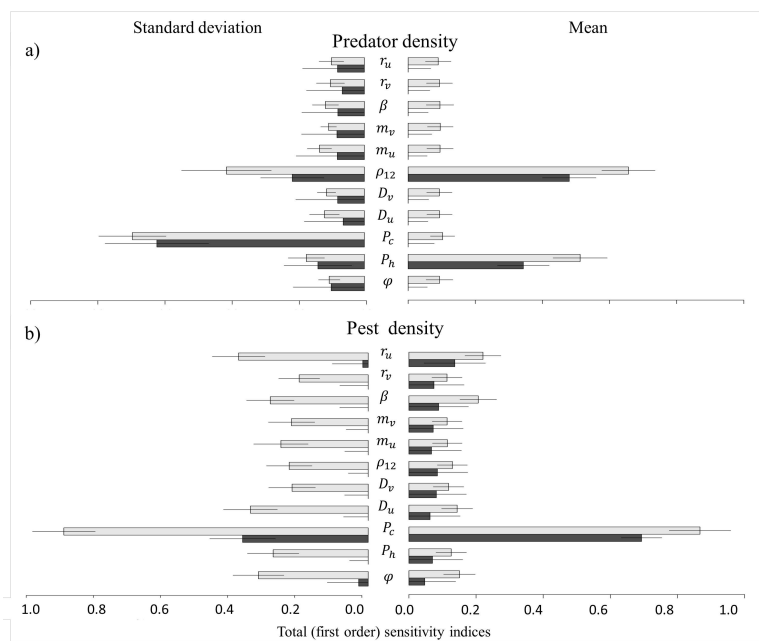 Standard deviation Mean
a) Predator density
r_u
r_v
β
m_v
m_u
ρ_12
D_v
D_u
P_c
P_h
φ
b) Pest density
r_u
r_v
β
m_v
m_u
ρ_12
D_v
D_u
P_c
P_h
φ
1.0 0.8 0.6 0.4 0.2 0.0 0.0 0.2 0.4 0.6 0.8 1.0
Total (first order) sensitivity indices